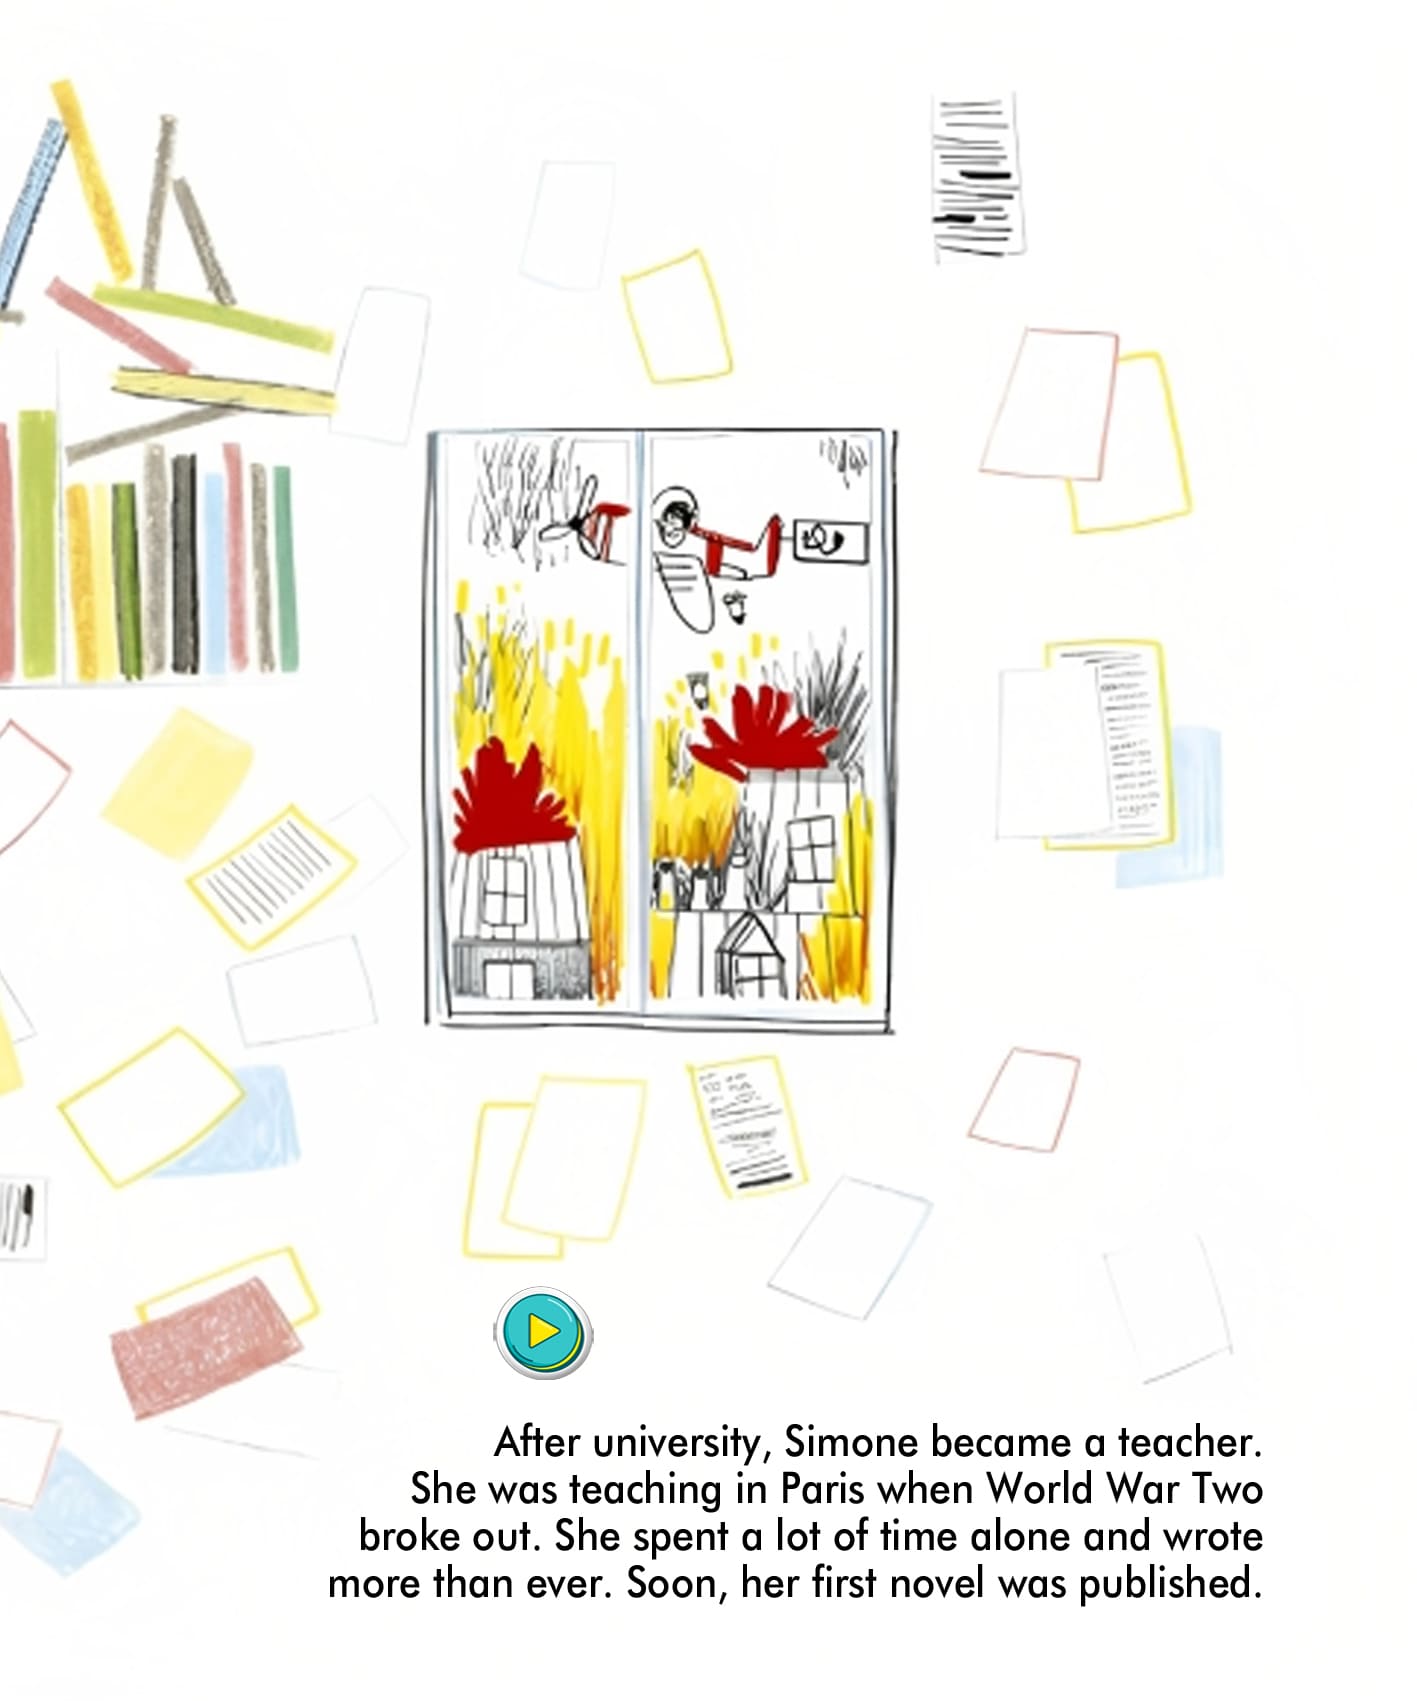 After university, Simone became a teacher.
She was teaching in Paris when World War Two
broke out. She spent a lot of time alone and wrote
more than ever. Soon, her first novel was published.